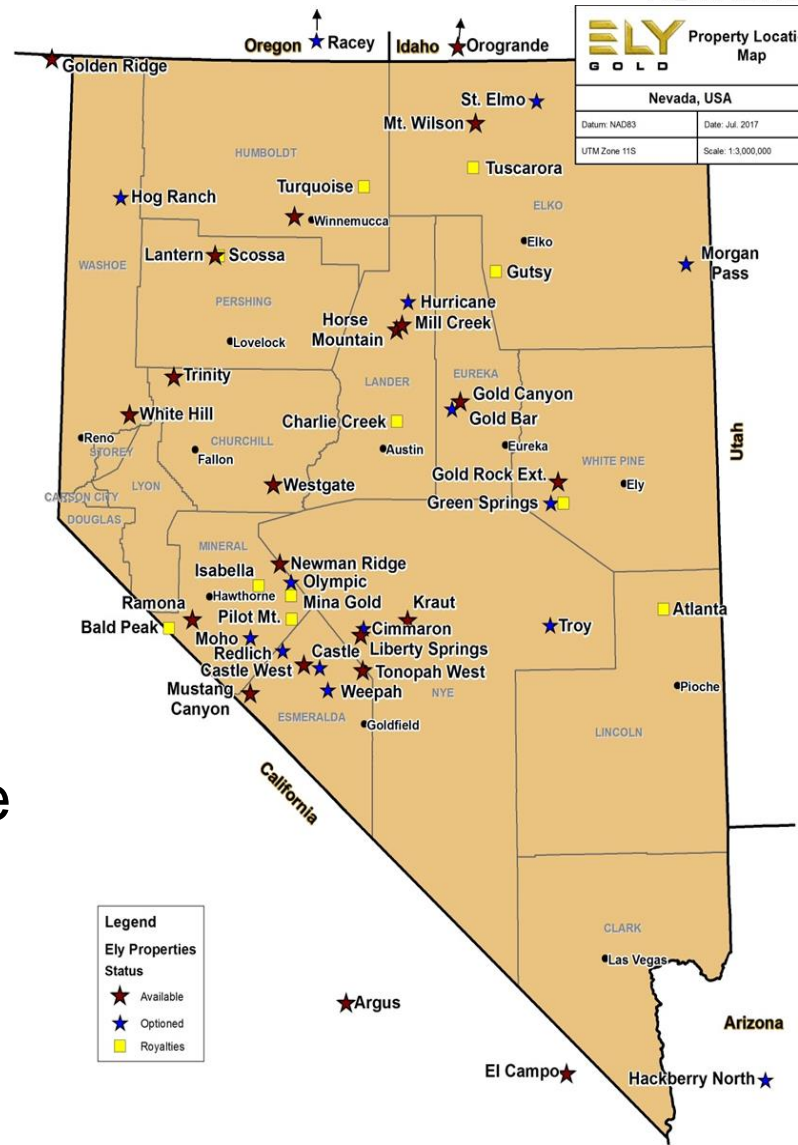 Oregon
Racey
Idaho
Orogrande
ELY
GOLD
Property Locati
Map
Nevada, USA
Datum: NAD83
Date: Jul. 2017
UTM Zone 11S
Scale: 1:3,000,000
Golden Ridge
St. Elmo
Mt. Wilson
HUMBOLDT
Tuscarora
Turquoise
Hog Ranch
ELKO
Winnemucca
Elko
Lantern
Scossa
Morgan
Pass
WASHOE
Gutsy
PERSHING
Hurricane
Horse
Mountain
Mill Creek
Lovelock
Trinity
LANDER
EUREKA
Gold Canyon
Gold Bar
White Hill
Charlie Creek
Utah
Reno
STOREY
CHURCHILL
Fallon
Austin
Eureka
WHITE PINE
LYON
Westgate
Gold Rock Ext.
Ely
CARSON CITY
Green Springs
DOUGLAS
MINERAL
Newman Ridge
Isabella
Olympic
Hawthorne
Mina Gold
Kraut
Ramona
Pilot Mt.
Bald Peak
Cimmaron
Troy
Atlanta
Moho
Redlich
Castle
Liberty Springs
Castle West
Tonopah West
Mustang
Canyon
Weepah
NYE
Pioche
ESMERALDA
Goldfield
LINCOLN
California
e
Legend
Ely Properties
Status
Available
Optioned
Royalties
CLARK
Las Vegas
Argus
Arizona
El Campo
Hackberry North